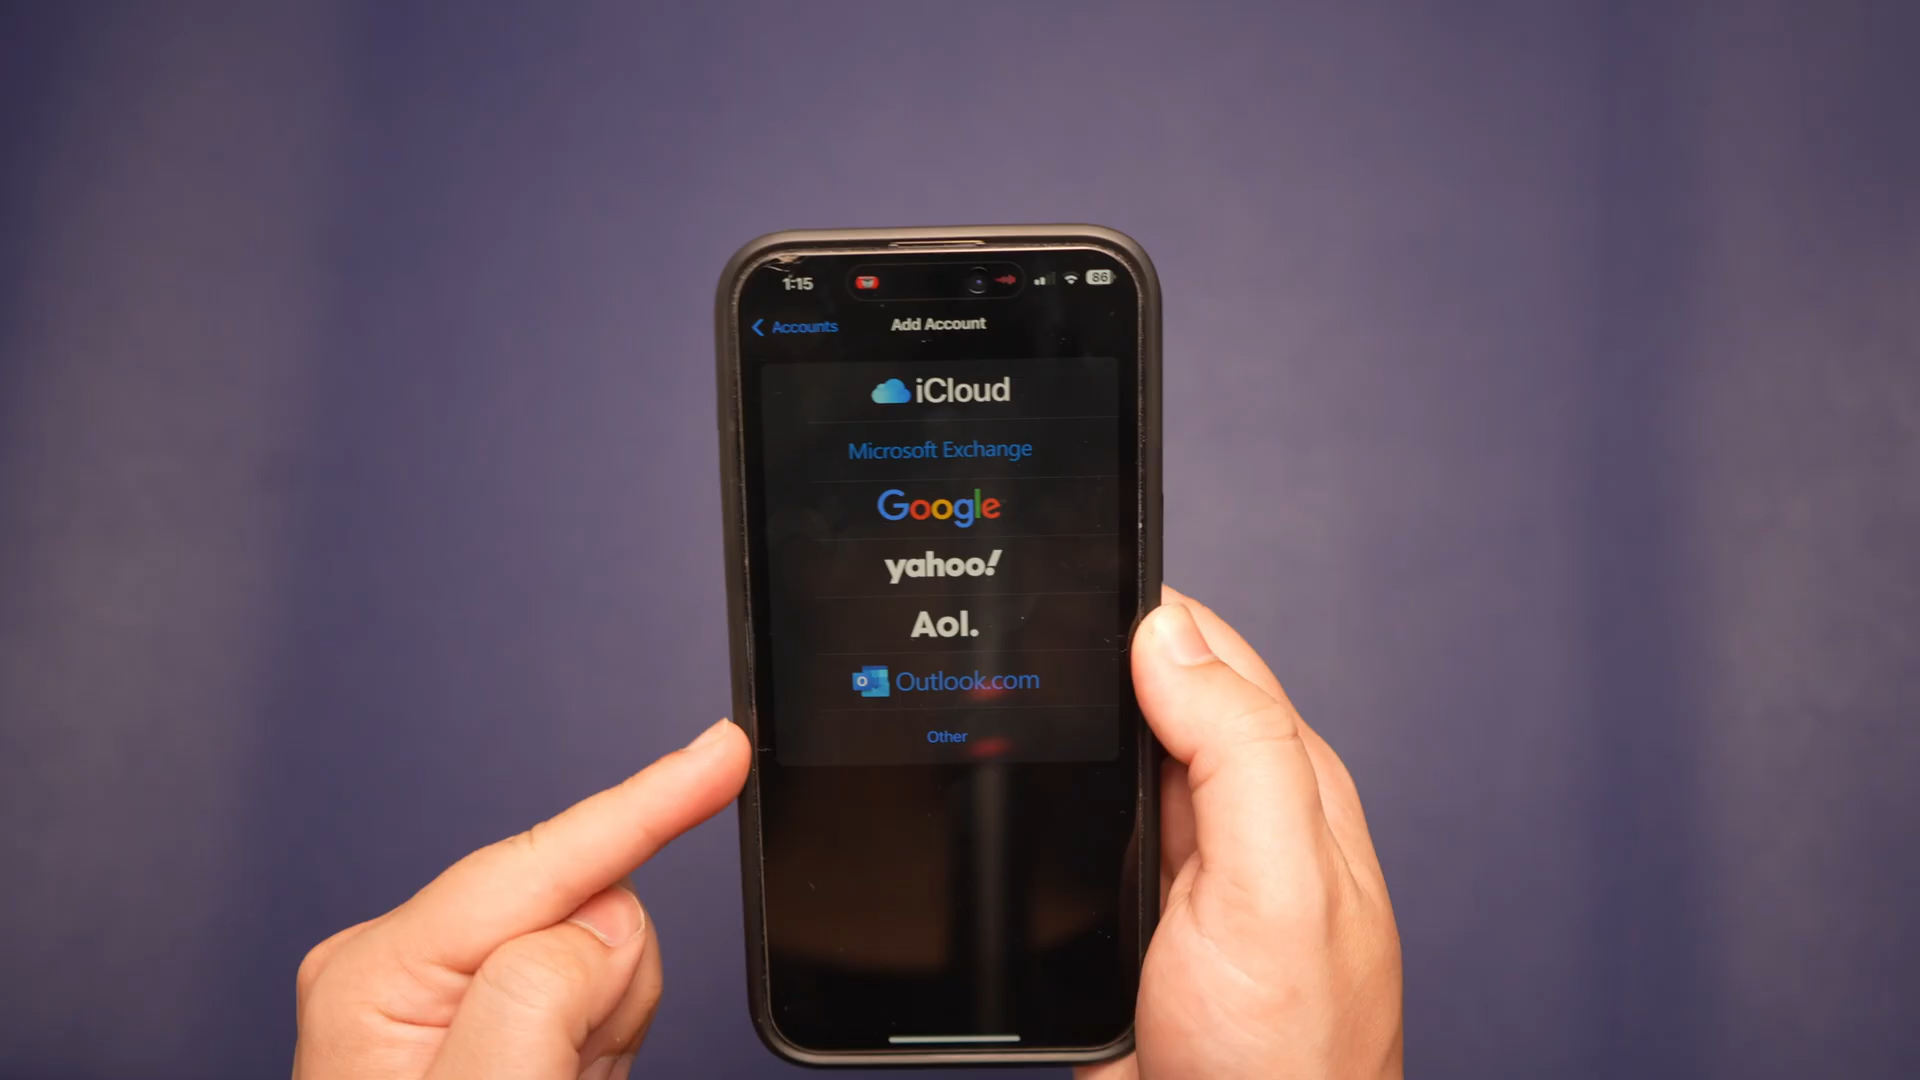 1:15
86
Accounts
Add Account
iCloud
Microsoft Exchange
Google
yahoo!
Aol.
Outlook.com
Other